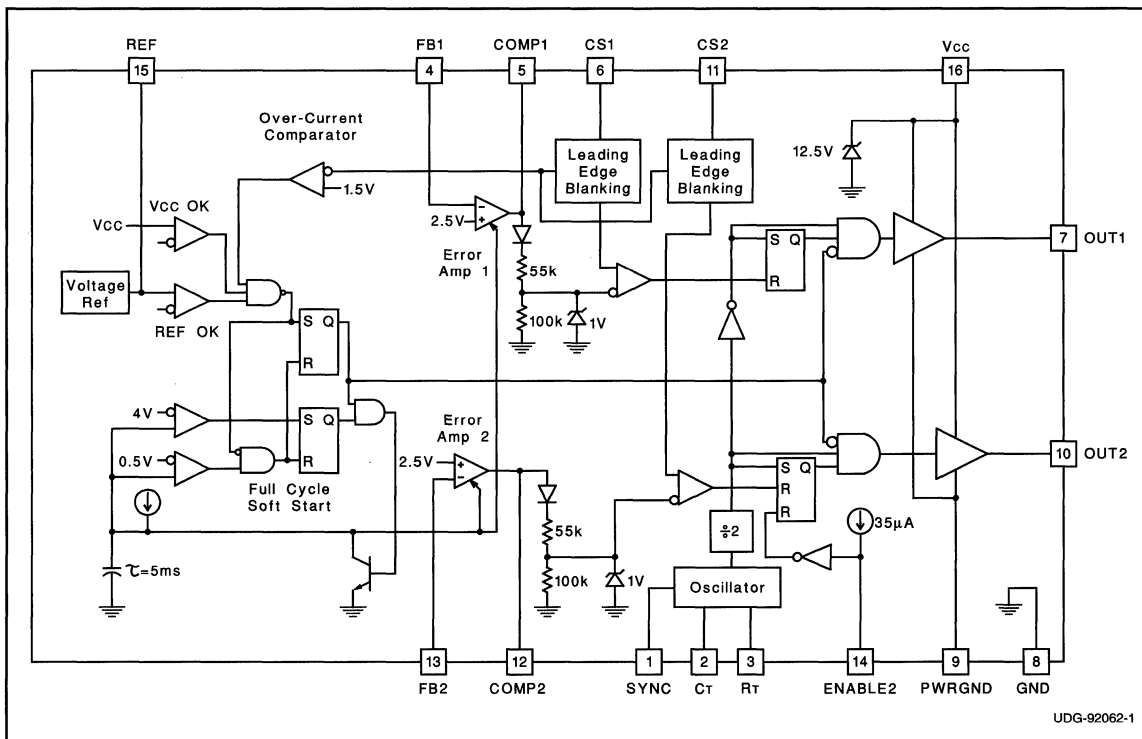 REF
FB1
COMP1
CS1
CS2
VCC
15
4
5
6
11
16
Over-Current
Comparator
1.5V
Leading
Edge
Blanking
Leading
Edge
Blanking
12.5V
VCC OK
VCC
2.5V
Error
Amp 1
Voltage
Ref
REF OK
55k
100k
1V
S Q
R
7 OUT1
S Q
R
4V
0.5V
S Q
R
Full Cycle
Soft Start
Error
Amp 2
2.5V
55k
100k
1V
S Q
R
R
10 OUT2
÷2
35µA
τ=5ms
Oscillator
13
12
1
2
3
14
9
8
FB2
COMP2
SYNC
CT
RT
ENABLE2
PWRGND
GND
UDG-92062-1